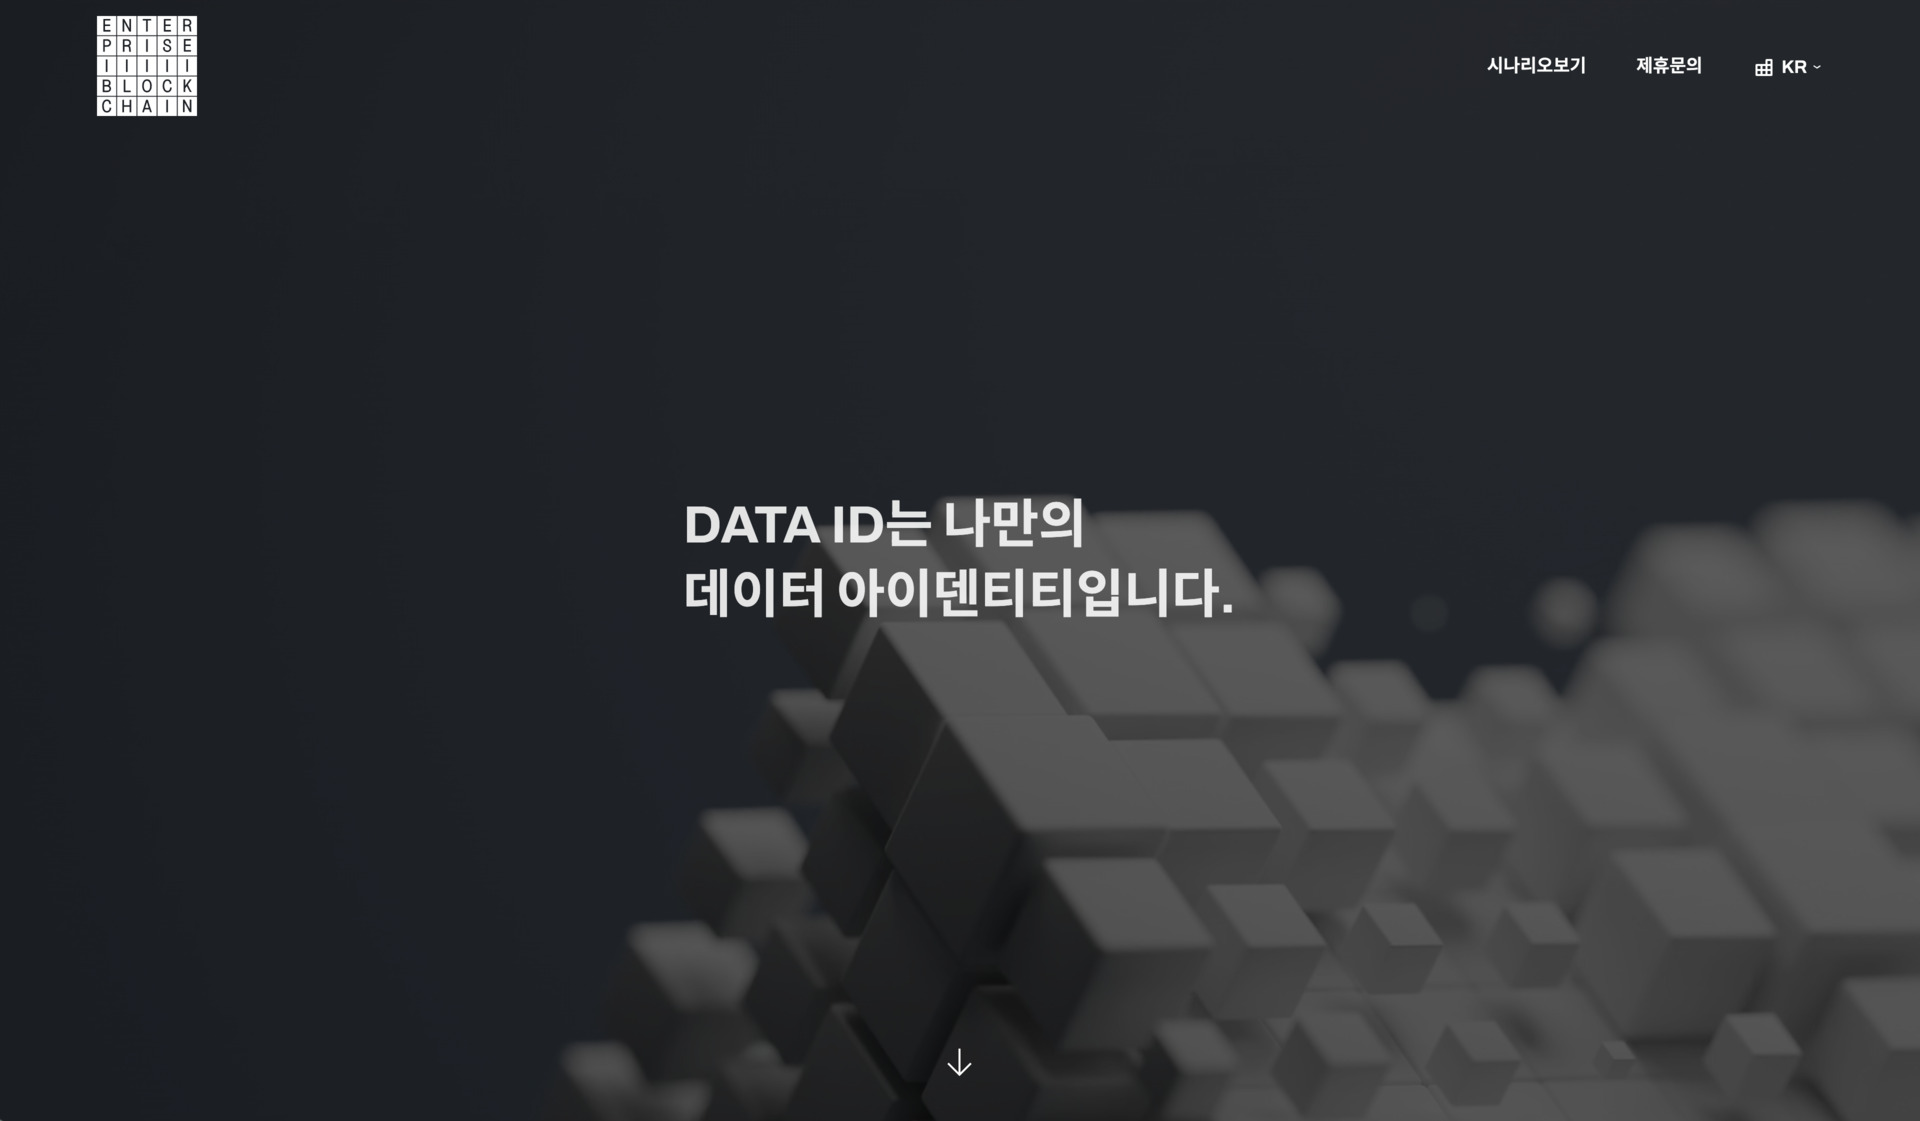 ENTER
PRISE
IIIII
BLOCK
CHAIN
시나리오보기
제휴문의
KR
DATA ID는 나만의
데이터 아이덴티티입니다.